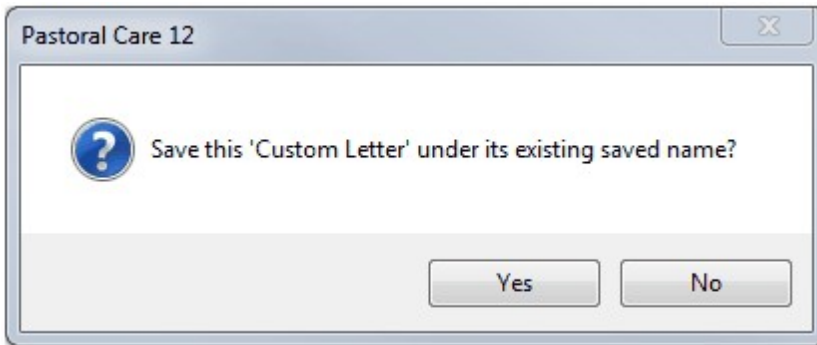 Pastoral Care 12
Save this 'Custom Letter' under its existing saved name?
Yes No